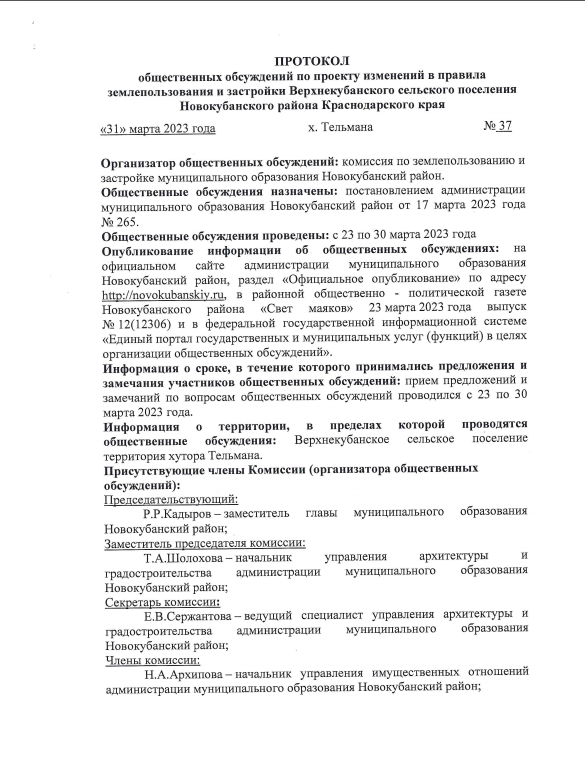 ПРОТОКОЛ
общественных обсуждений по проекту изменений в правила
землепользования и застройки Верхнекубанского сельского поселения
Новокубанского района Краснодарского края
«31» марта 2023 года х. Тельмана № 37
Организатор общественных обсуждений: комиссия по землепользованию и
застройке муниципального образования Новокубанский район.
Общественные обсуждения назначены: постановлением администрации
муниципального образования Новокубанский район от 17 марта 2023 года
№ 265.
Общественные обсуждения проведены: с 23 по 30 марта 2023 года
Опубликование информации об общественных обсуждениях: на
официальном сайте администрации муниципального образования
Новокубанский район, раздел «Официальное опубликование» по адресу
http://novokubanskiy.ru, в районной общественно - политической газете
Новокубанского района «Свет маяков» 23 марта 2023 года выпуск
№ 12(12306) и в федеральной государственной информационной системе
«Единый портал государственных и муниципальных услуг (функций) в целях
организации общественных обсуждений».
Информация о сроке, в течение которого принимались предложения и
замечания участников общественных обсуждений: прием предложений и
замечаний по вопросам общественных обсуждений проводился с 23 по 30
марта 2023 года.
Информация о территории, в пределах которой проводятся
общественные обсуждения: Верхнекубанское сельское поселение
территория хутора Тельмана.
Присутствующие члены Комиссии (организатора общественных
обсуждений):
Председательствующий:
Р.Р.Кадыров – заместитель главы муниципального образования
Новокубанский район;
Заместитель председателя комиссии:
Т.А.Шолохова – начальник управления архитектуры и
градостроительства администрации муниципального образования
Новокубанский район;
Секретарь комиссии:
Е.В.Сержантова – ведущий специалист управления архитектуры и
градостроительства администрации муниципального образования
Новокубанский район;
Члены комиссии:
Н.А.Архипова – начальник управления имущественных отношений
администрации муниципального образования Новокубанский район;